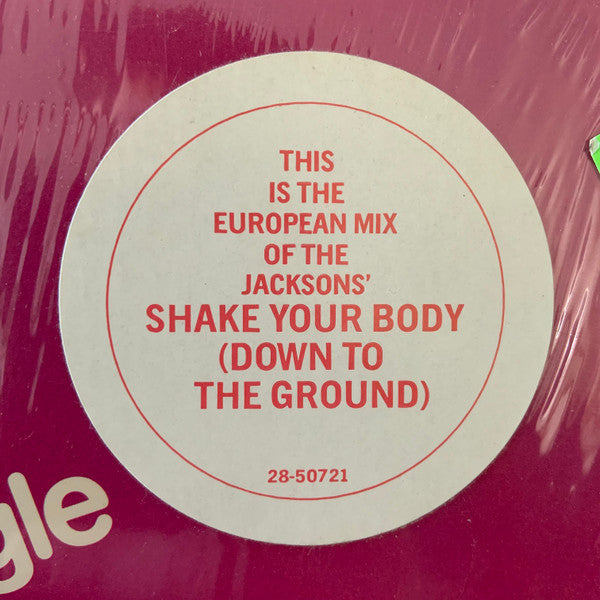 THIS
IS THE
EUROPEAN MIX
OF THE
JACKSONS'
SHAKE YOUR BODY
(DOWN TO
THE GROUND)
28-50721
gle